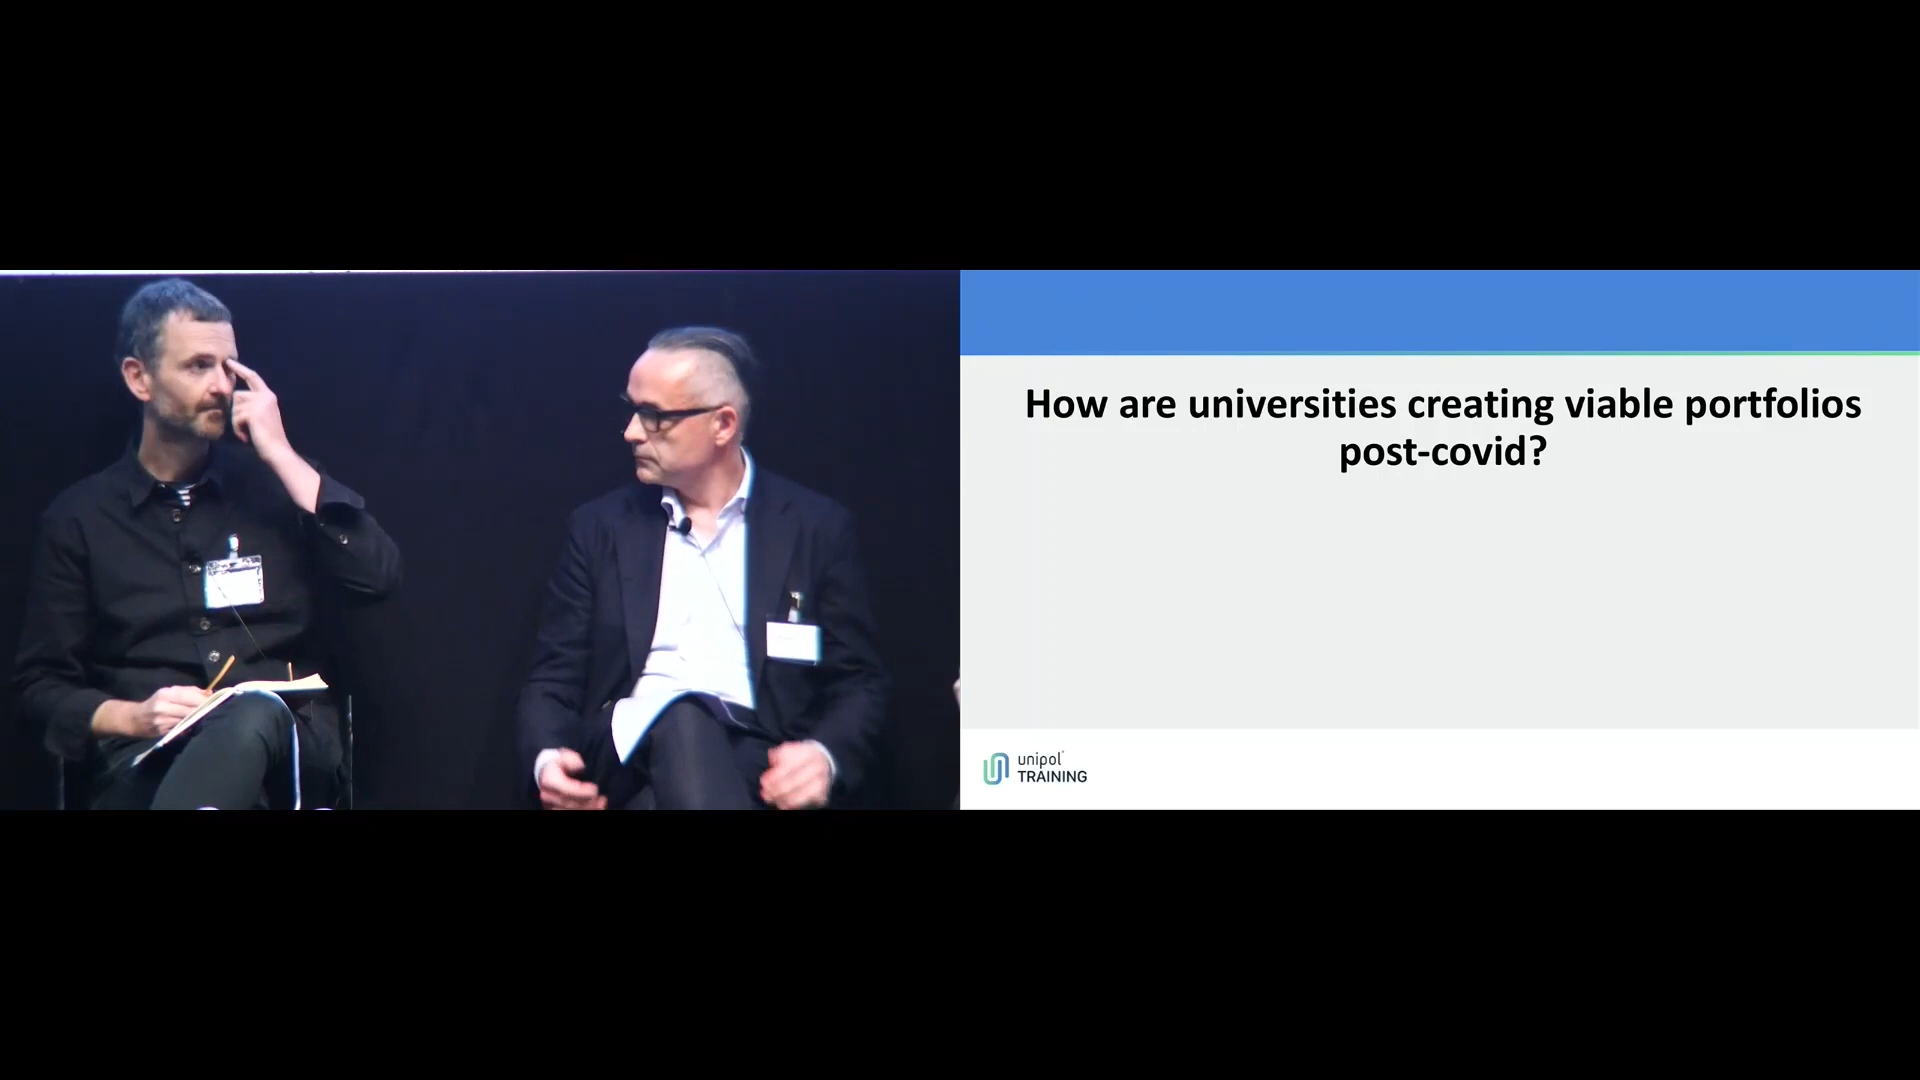 How are universities creating viable portfolios
post-covid?
unipol
TRAINING